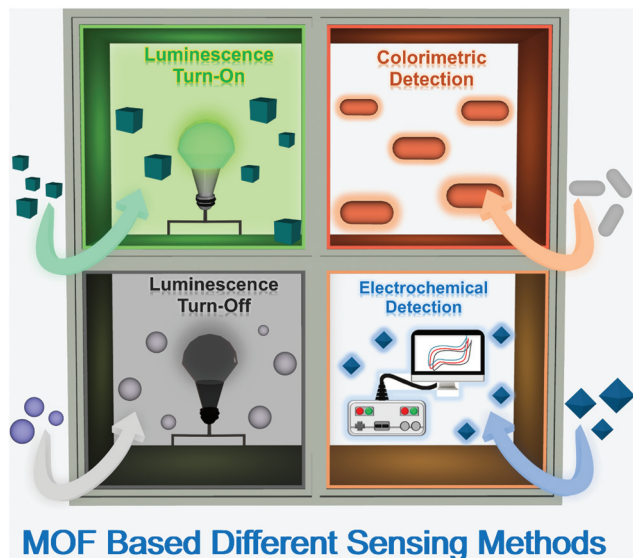 Luminescence
Turn-On
Colorimetric
Detection
Luminescence
Turn-Off
Electrochemical
Detection
MOF Based Different Sensing Methods